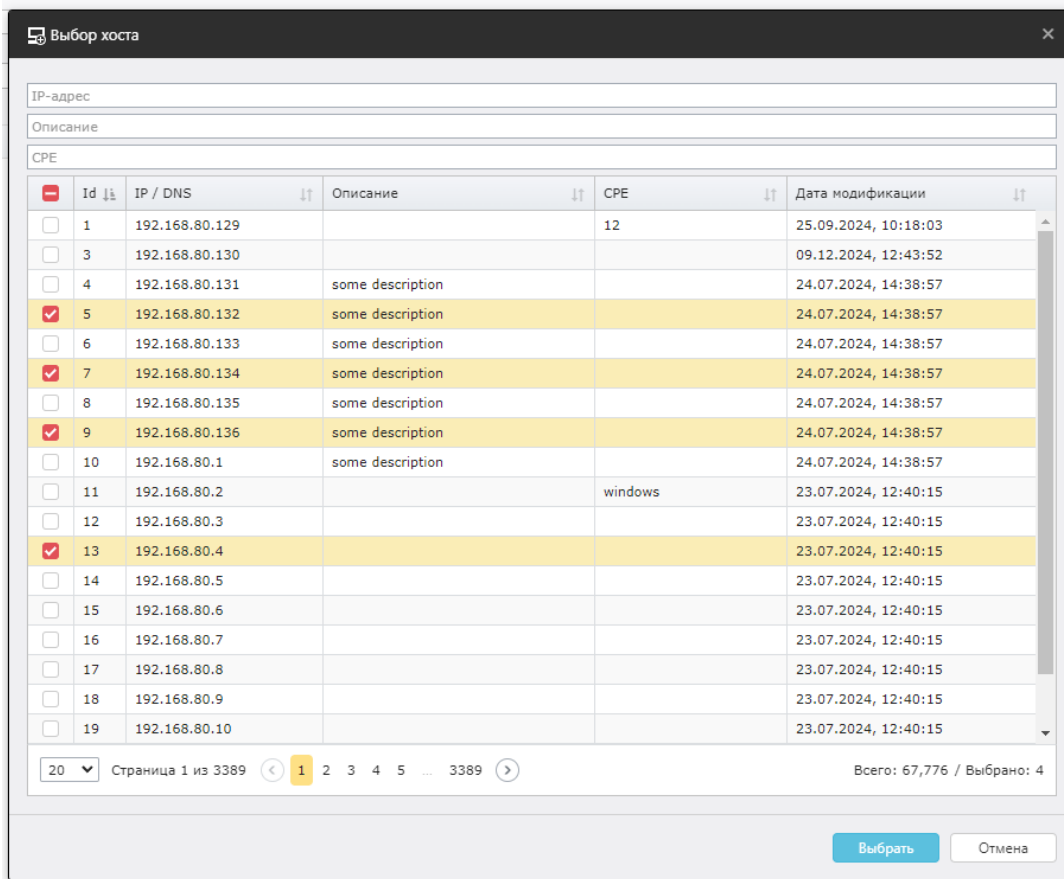 Выбор хоста
IP-адрес
Описание
CPE
Id IP / DNS Описание CPE Дата модификации
1 192.168.80.129 12 25.09.2024, 10:18:03
3 192.168.80.130 09.12.2024, 12:43:52
4 192.168.80.131 some description 24.07.2024, 14:38:57
5 192.168.80.132 some description 24.07.2024, 14:38:57
6 192.168.80.133 some description 24.07.2024, 14:38:57
7 192.168.80.134 some description 24.07.2024, 14:38:57
8 192.168.80.135 some description 24.07.2024, 14:38:57
9 192.168.80.136 some description 24.07.2024, 14:38:57
10 192.168.80.1 some description 24.07.2024, 14:38:57
11 192.168.80.2 windows 23.07.2024, 12:40:15
12 192.168.80.3 23.07.2024, 12:40:15
13 192.168.80.4 23.07.2024, 12:40:15
14 192.168.80.5 23.07.2024, 12:40:15
15 192.168.80.6 23.07.2024, 12:40:15
16 192.168.80.7 23.07.2024, 12:40:15
17 192.168.80.8 23.07.2024, 12:40:15
18 192.168.80.9 23.07.2024, 12:40:15
19 192.168.80.10 23.07.2024, 12:40:15
20 Страница 1 из 3389 1 2 3 4 5 ... 3389 Всего: 67,776 / Выбрано: 4
Выбрать Отмена